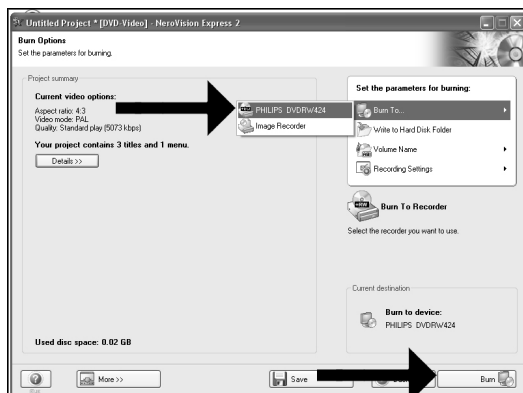 Untitled Project * [DVD-Video] - NeroVision Express 2
Burn Options
Set the parameters for burning.
Project summary
Current video options:
Aspect ratio: 4:3
Video mode: PAL
Quality: Standard play (5073 kbps)
Your project contains 3 titles and 1 menu.
Details >>
Used disc space: 0.02 GB
PHILIPS DVDRW424
Image Recorder
Set the parameters for burning:
Burn To...
Write to Hard Disk Folder
Volume Name
Recording Settings
Burn To Recorder
Select the recorder you want to use.
Current destination
Burn to device:
PHILIPS DVDRW424
More >>
Save
Burn